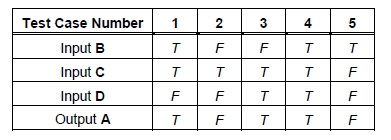 Test Case Number 1 2 3 4 5
Input B T F F T T
Input C T T T T F
Input D F F T T F
Output A T F T T F